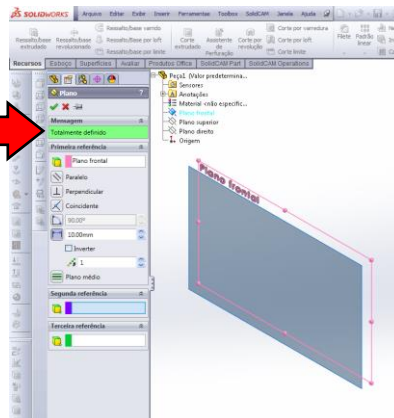 SOLIDWORKS
Arquivo Editar Exibir Inserir Ferramentas Toolbox SolidCAM Janela Ajuda
Ressalto/base extrudado
Ressalto/base revolucionado
Ressalto/base varrido
Ressalto/Base por loft
Ressalto/base por limite
Corte extrudado
Assistente de Perfuração
Corte por revolução
Corte por varredura
Corte por loft
Corte limite
Filete
Padrão linear
Recursos Esboço Superfícies Avaliar Produtos Office SolidCAM Part SolidCAM Operations
Plano ?
Mensagem
Totalmente definido
Primeira referência
Plano frontal
Paralelo
Perpendicular
Coincidente
90.00°
10.00mm
Inverter
1
Plano médio
Segunda referência
Terceira referência
Peça1 (Valor predetermina...
Sensores
Anotações
Material <não especific...
Plano frontal
Plano superior
Plano direito
Origem
Plano frontal